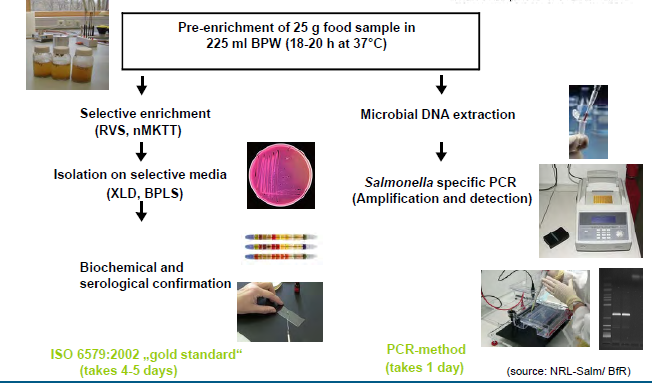 Pre-enrichment of 25 g food sample in
225 ml BPW (18-20 h at 37°C)
Selective enrichment
(RVS, nMKTT)
Isolation on selective media
(XLD, BPLS)
Biochemical and
serological confirmation
ISO 6579:2002 „gold standard“
(takes 4-5 days)
Microbial DNA extraction
Salmonella specific PCR
(Amplification and detection)
PCR-method
(takes 1 day)
(source: NRL-Salm/ BfR)